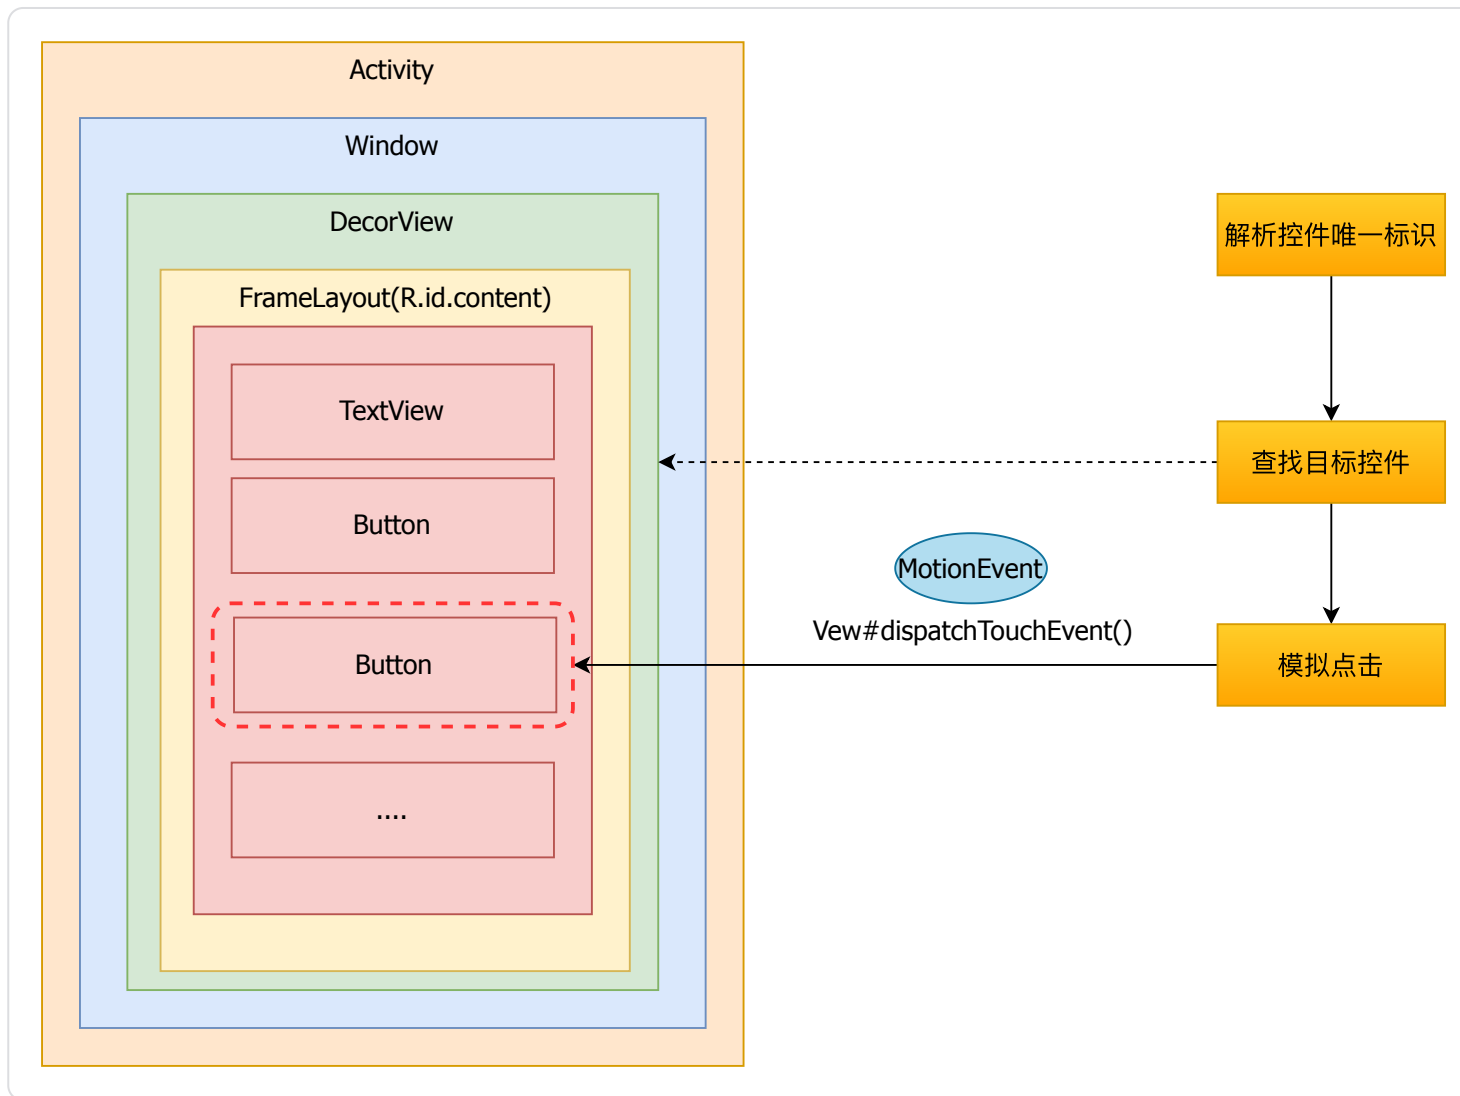 Activity
Window
DecorView
FrameLayout(R.id.content)
TextView
Button
Button
....
MotionEvent
Vew#dispatchTouchEvent()
解析控件唯一标识
查找目标控件
模拟点击